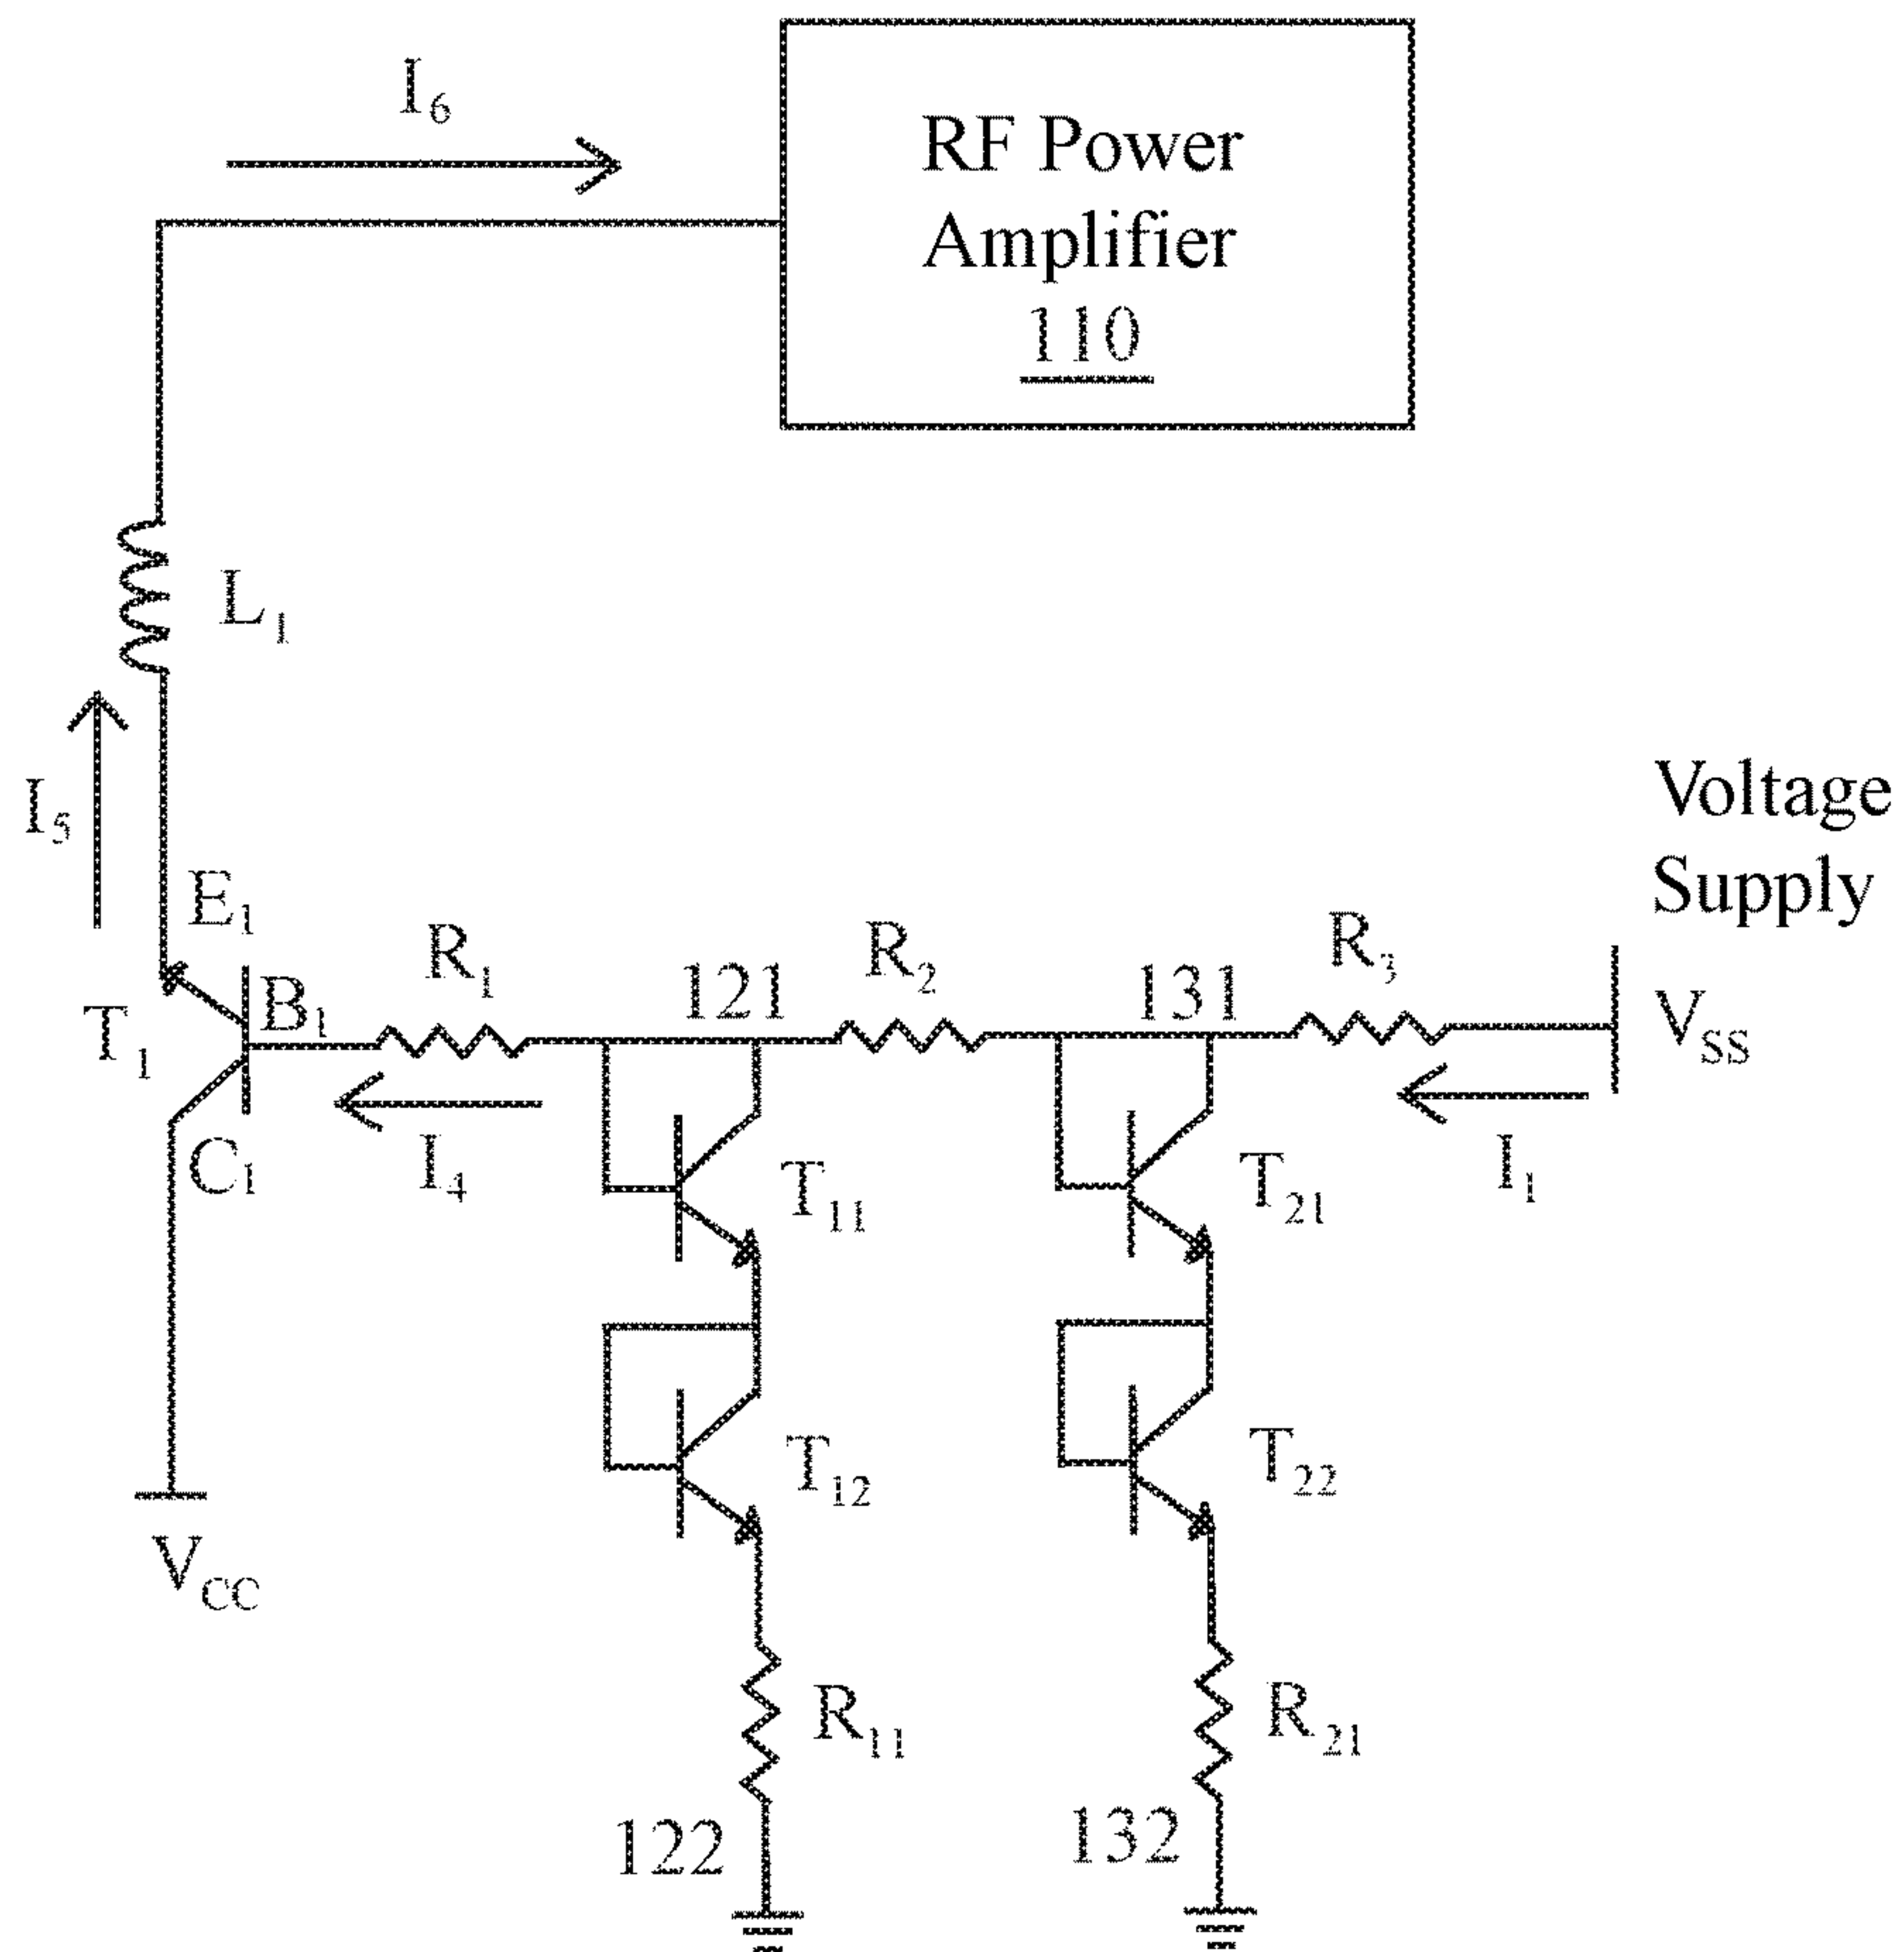 I6
RF Power
Amplifier
110
L1
I5
Voltage
Supply
E1
R1
121
R2
131
R3
T1
B1
VSS
C1
I4
T11
T21
I1
T12
T22
VCC
R11
R21
122
132